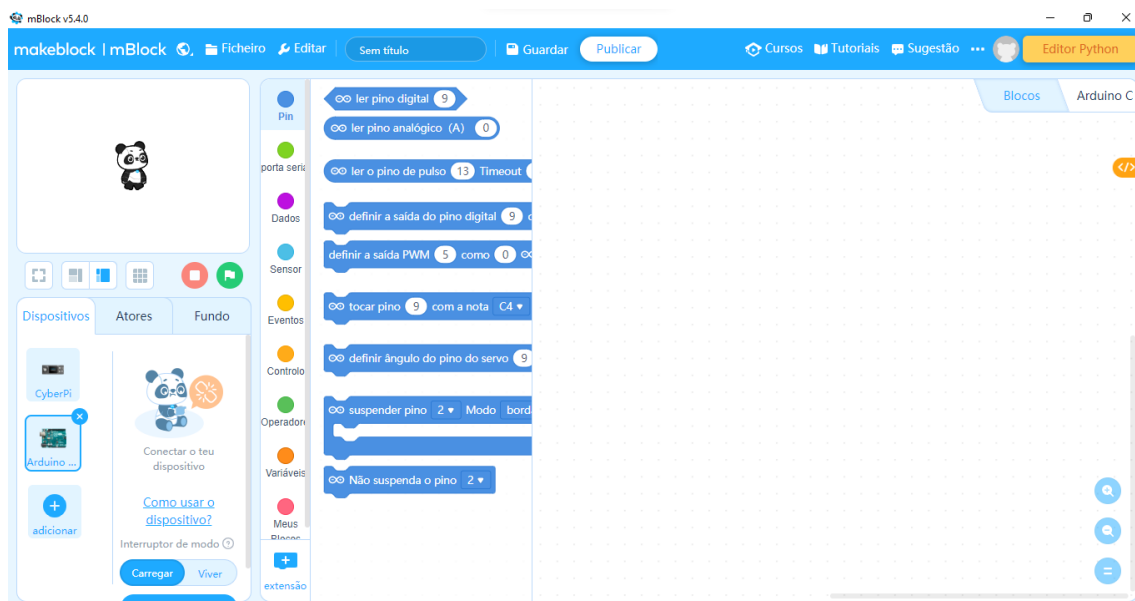 mBlock v5.4.0
makeblock | mBlock Ficheiro Editar Sem título Guardar Publicar Cursos Tutoriais Sugestão Editor Python
Blocos Arduino C
Pin
porta seria
Dados
Sensor
Eventos
Controlo
Operadore
Variáveis
Meus
Blocos
extensão
ler pino digital 9
ler pino analógico (A) 0
ler o pino de pulso 13 Timeout
definir a saída do pino digital 9
definir a saída PWM 5 como 0
tocar pino 9 com a nota C4
definir ângulo do pino do servo 9
suspender pino 2 Modo bord
Não suspenda o pino 2
</>
Dispositivos Atores Fundo
CyberPi
Arduino ...
adicionar
Conectar o teu
dispositivo
Como usar o
dispositivo?
Interruptor de modo ?
Carregar Viver